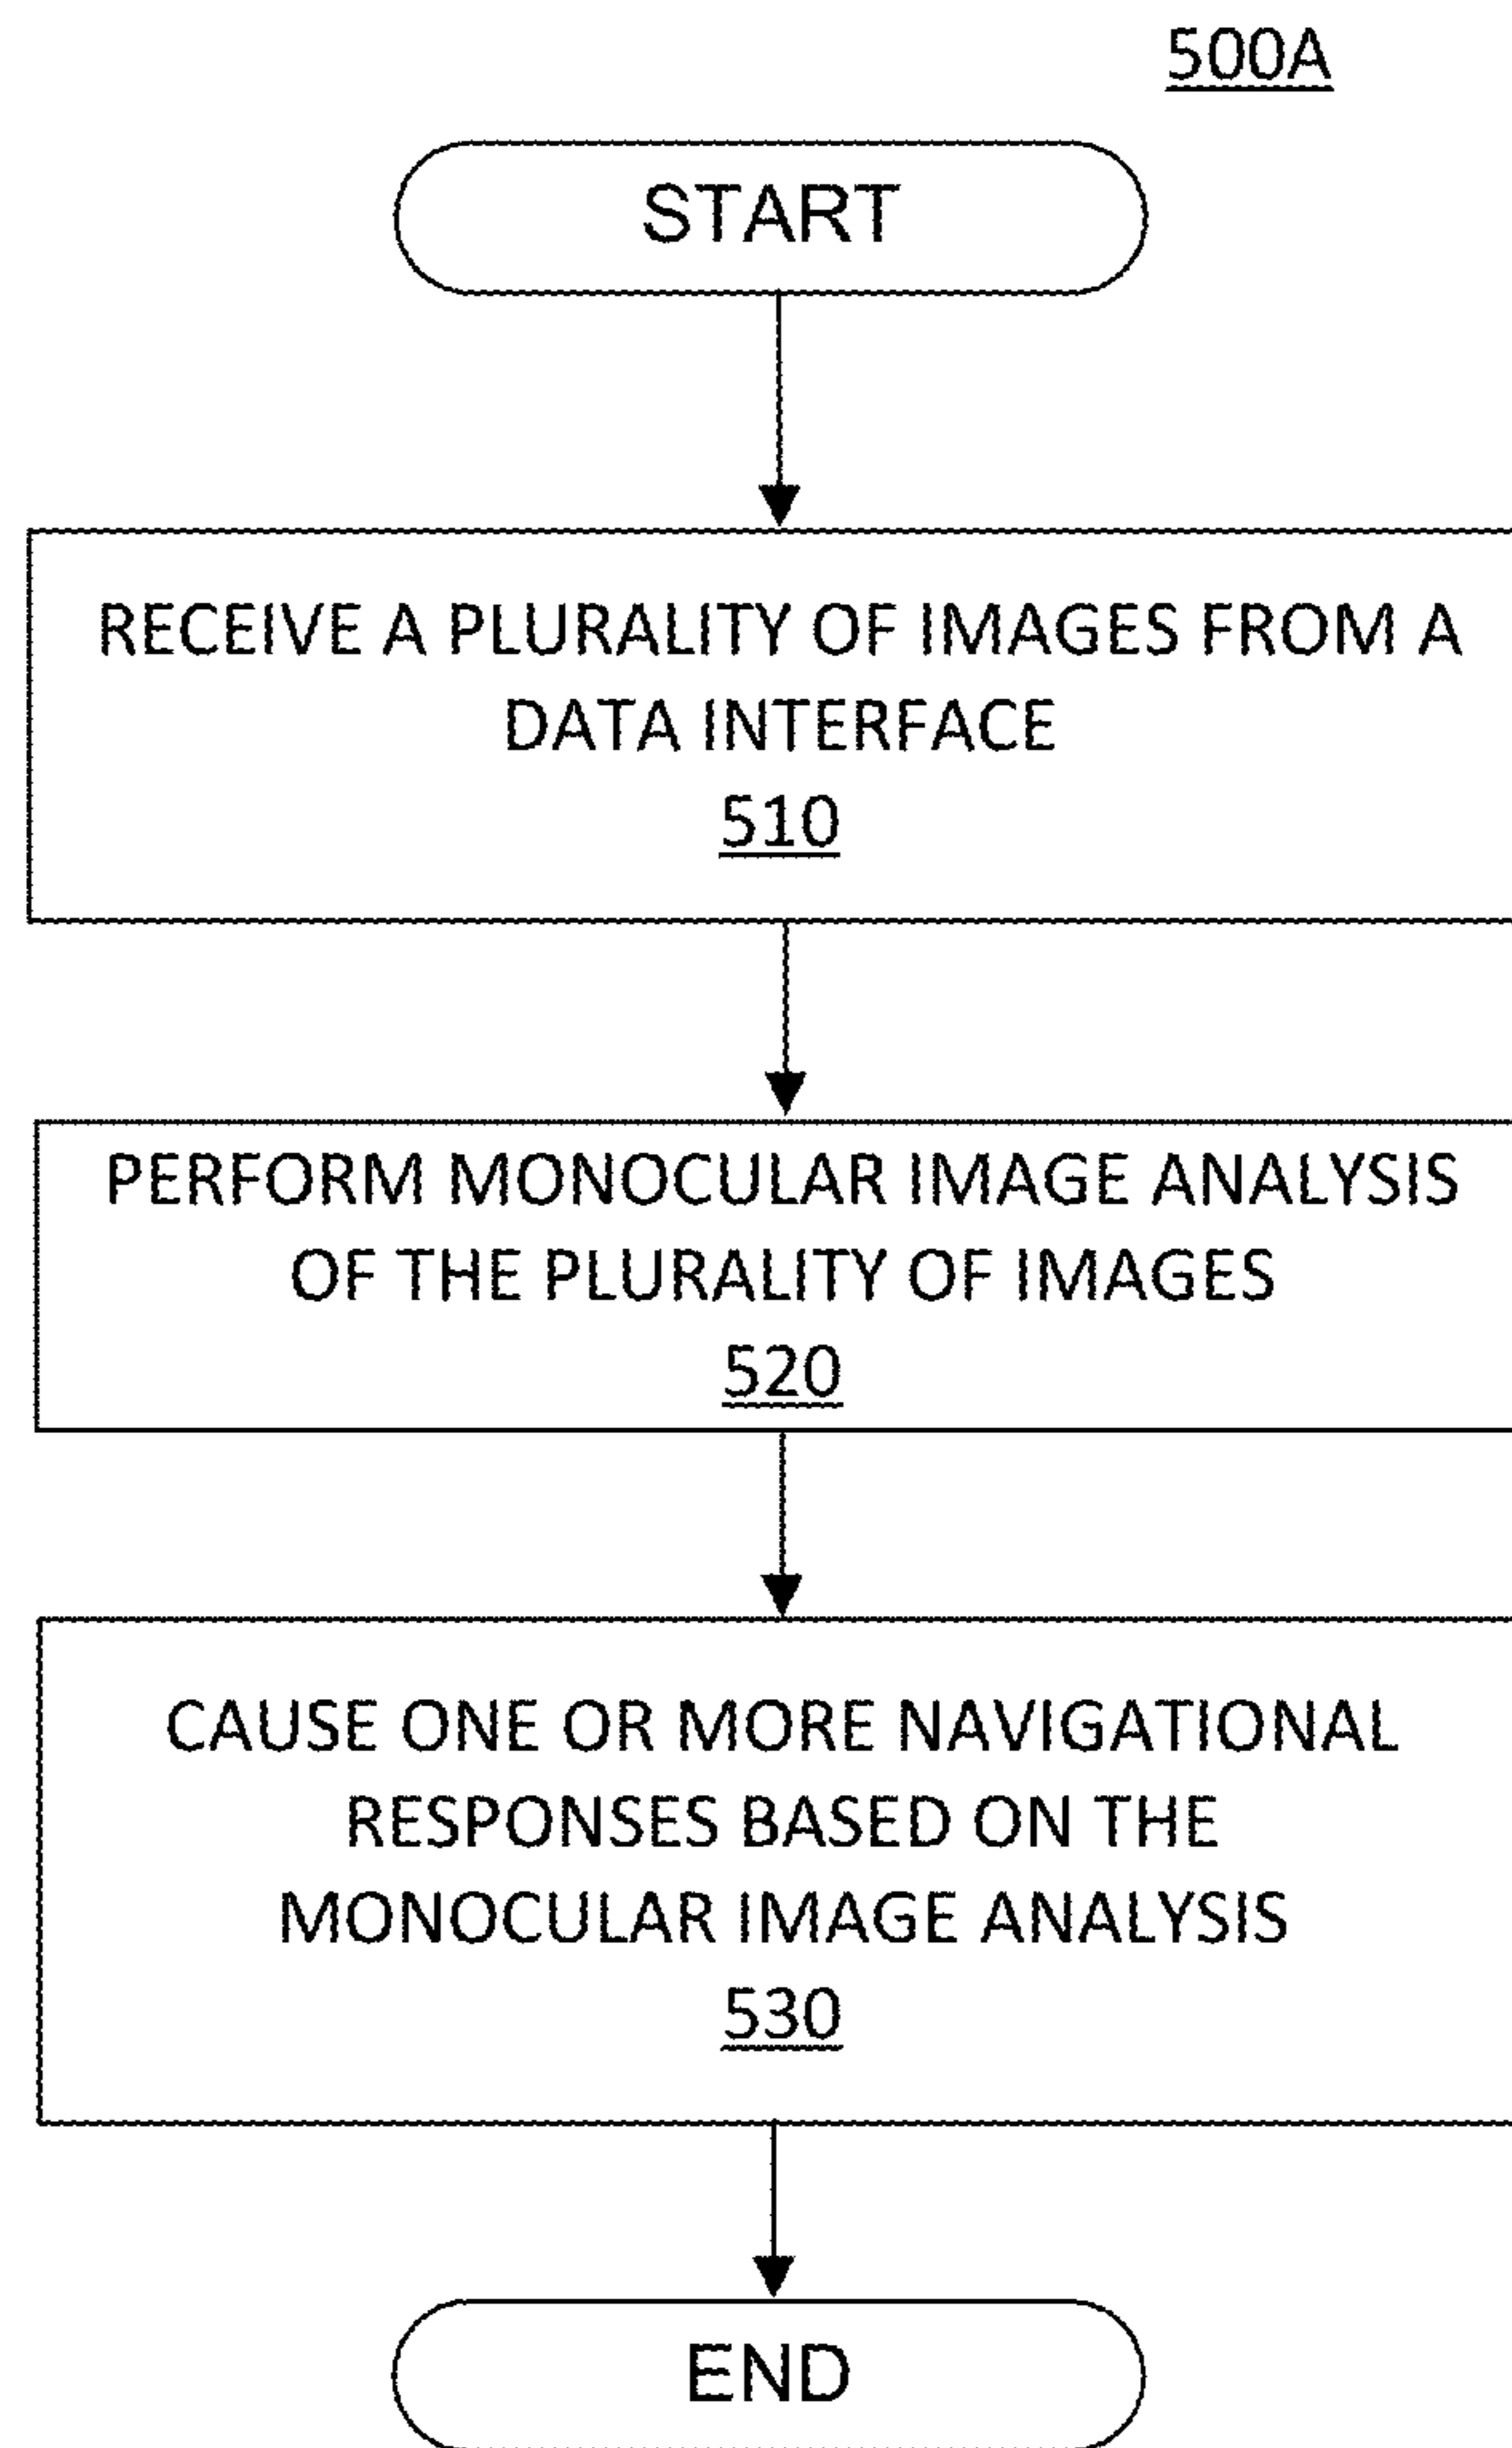 500A
START
RECEIVE A PLURALITY OF IMAGES FROM A
DATA INTERFACE
510
PERFORM MONOCULAR IMAGE ANALYSIS
OF THE PLURALITY OF IMAGES
520
CAUSE ONE OR MORE NAVIGATIONAL
RESPONSES BASED ON THE
MONOCULAR IMAGE ANALYSIS
530
END